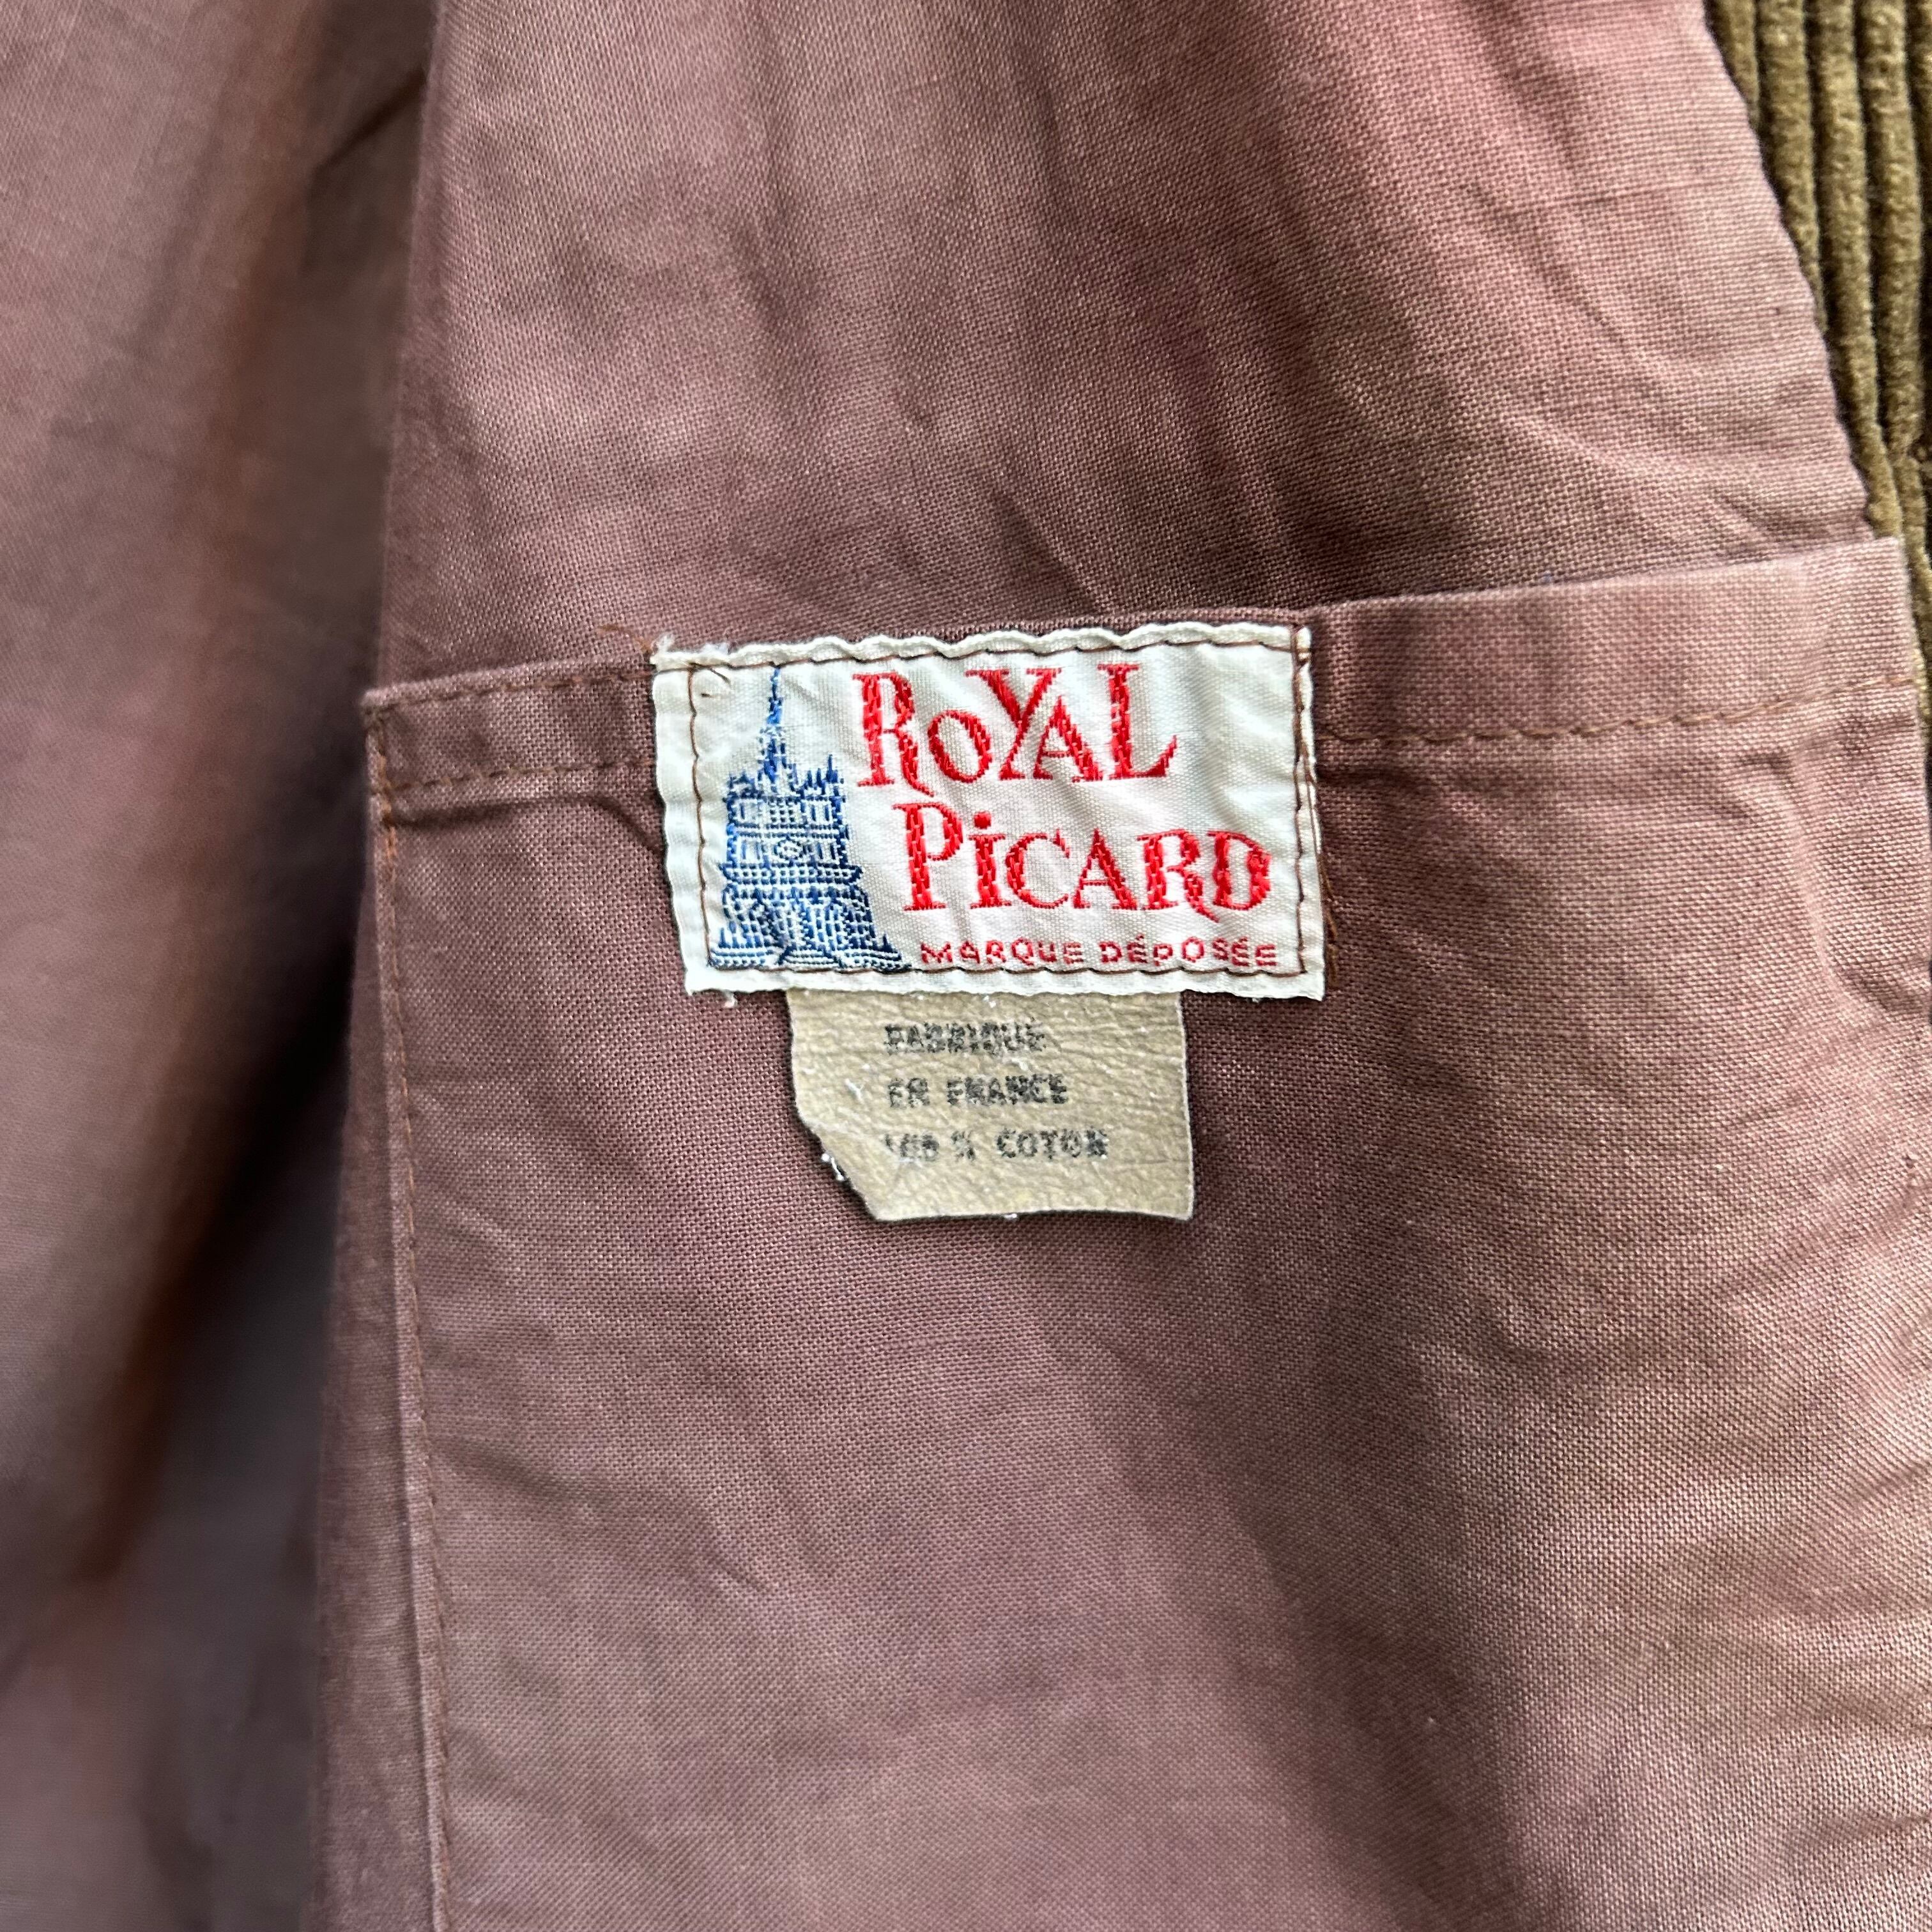 ROYAL
PICARD
MARQUE DÉPOSÉE
FABRIQUE
EN FRANCE
100 % COTON